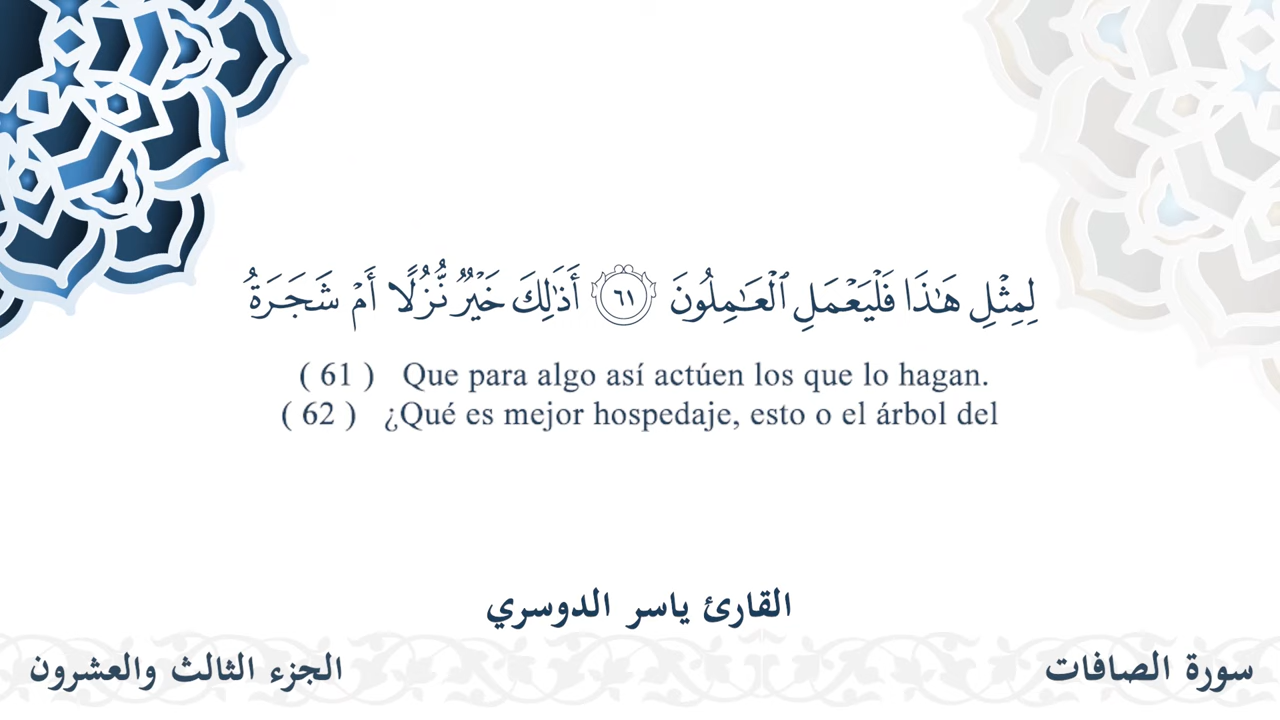 لِمِثْلِ هَـٰذَا فَلْيَعْمَلِ ٱلْعَـٰمِلُونَ ٦١ أَذَٰلِكَ خَيْرٌ نُّزُلًا أَمْ شَجَرَةُ
( 61 ) Que para algo así actúen los que lo hagan.
( 62 ) ¿Qué es mejor hospedaje, esto o el árbol del
القارئ ياسر الدوسري
سورة الصافات
الجزء الثالث والعشرون